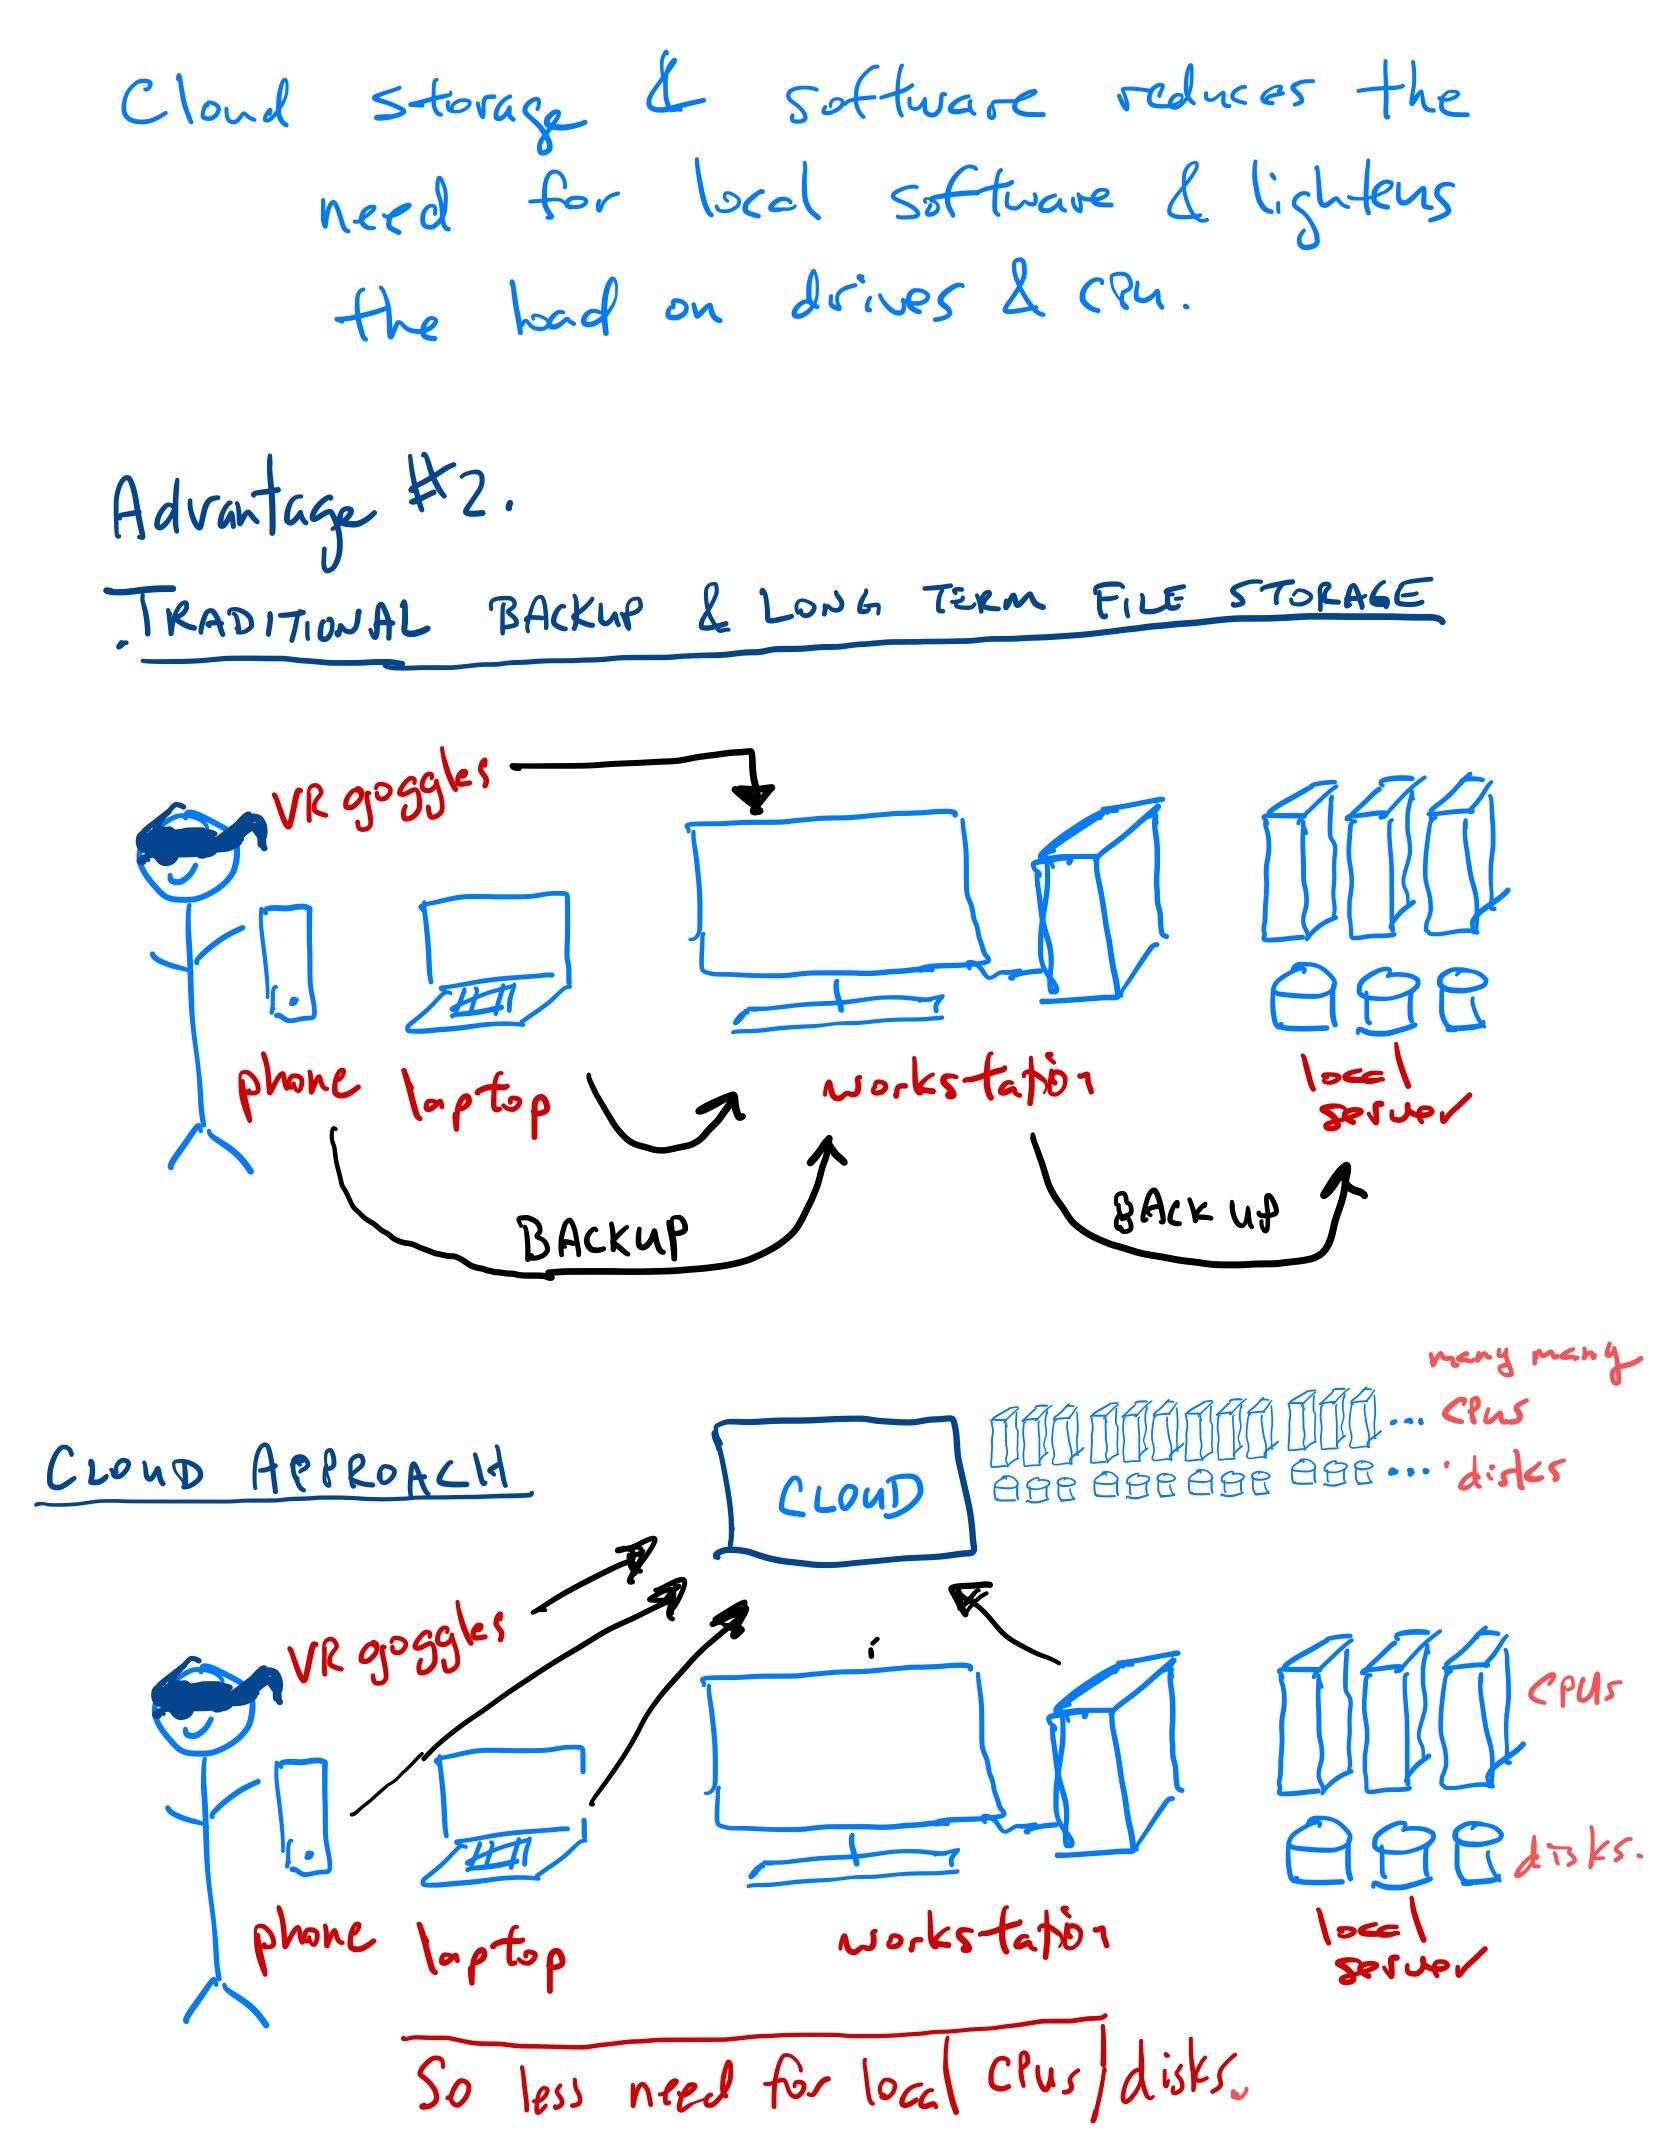 Cloud storage & software reduces the
need for local software & lightens
the load on drives & CPU.
Advantage #2.
TRADITIONAL BACKUP & LONG TERM FILE STORAGE
VR goggles
phone
laptop
workstation
local
server
BACKUP
BACKUP
many many
CPUs
disks
CLOUD APPROACH
CLOUD
VR goggles
CPUs
disks.
phone
laptop
workstation
local
server
So less need for local CPUs/disks.